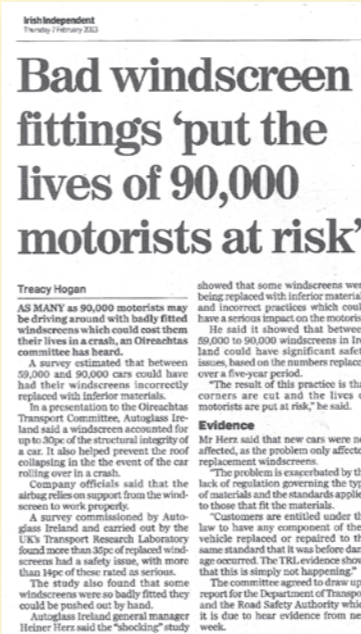 Irish Independent
Thursday 7 February 2013
Bad windscreen
fittings ‘put the
lives of 90,000
motorists at risk’
Treacy Hogan
AS MANY as 90,000 motorists may
be driving around with badly fitted
windscreens which could cost them
their lives in a crash, an Oireachtas
committee has heard.
A survey estimated that between
59,000 and 90,000 cars could have
had their windscreens incorrectly
replaced with inferior materials.
In a presentation to the Oireachtas
Transport Committee, Autoglass Ire-
land said a windscreen accounted for
up to 30pc of the structural integrity of
a car. It also helped prevent the roof
collapsing in the the event of the car
rolling over in a crash.
Company officials said that the
airbag relies on support from the wind-
screen to work properly.
A survey commissioned by Auto-
glass Ireland and carried out by the
UK's Transport Research Laboratory
found more than 35pc of replaced wind-
screens had a safety issue, with more
than 14pc of these rated as serious.
The study also found that some
windscreens were so badly fitted they
could be pushed out by hand.
Autoglass Ireland general manager
Heiner Herz said the “shocking” study
showed that some windscreens wer
being replaced with inferior materia
and incorrect practices which coul
have a serious impact on the motoris
He said it showed that betwee
59,000 to 90,000 windscreens in Ire
land could have significant safet
issues, based on the numbers replace
over a five-year period.
“The result of this practice is tha
corners are cut and the lives o
motorists are put at risk,” he said.
Evidence
Mr Herz said that new cars were no
affected, as the problem only affecte
replacement windscreens.
“The problem is exacerbated by th
lack of regulation governing the typ
of materials and the standards applie
to those that fit the materials.
“Customers are entitled under th
law to have any component of the
vehicle replaced or repaired to th
same standard that it was before dam
age occurred. The TRL evidence show
that this is simply not happening.”
The committee agreed to draw up
report for the Department of Transpo
and the Road Safety Authority whi
it is due to hear evidence from ne
week.